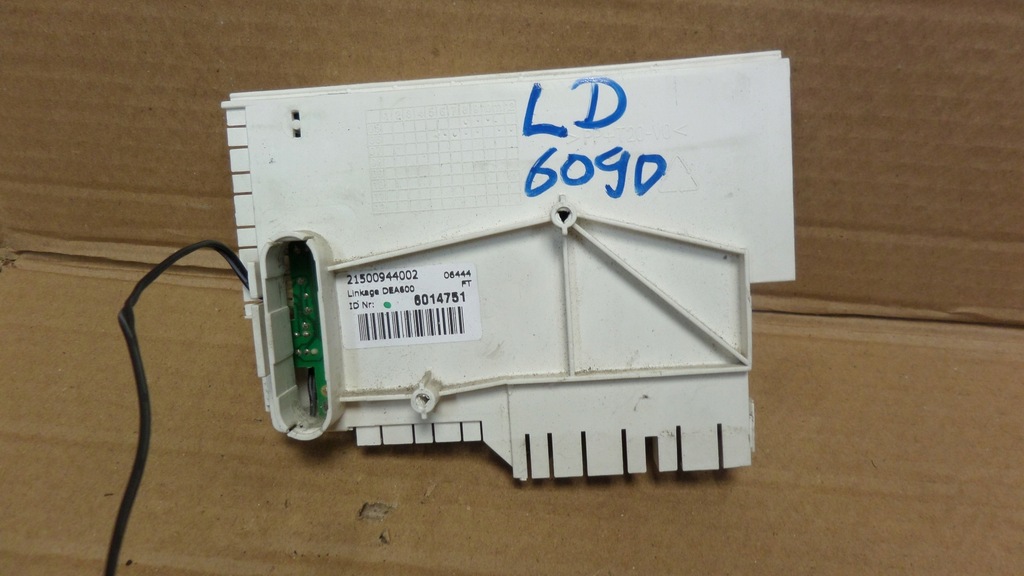 LD
6090
21500944002 06444
Linkage DEA600 FT
ID Nr: 6014751